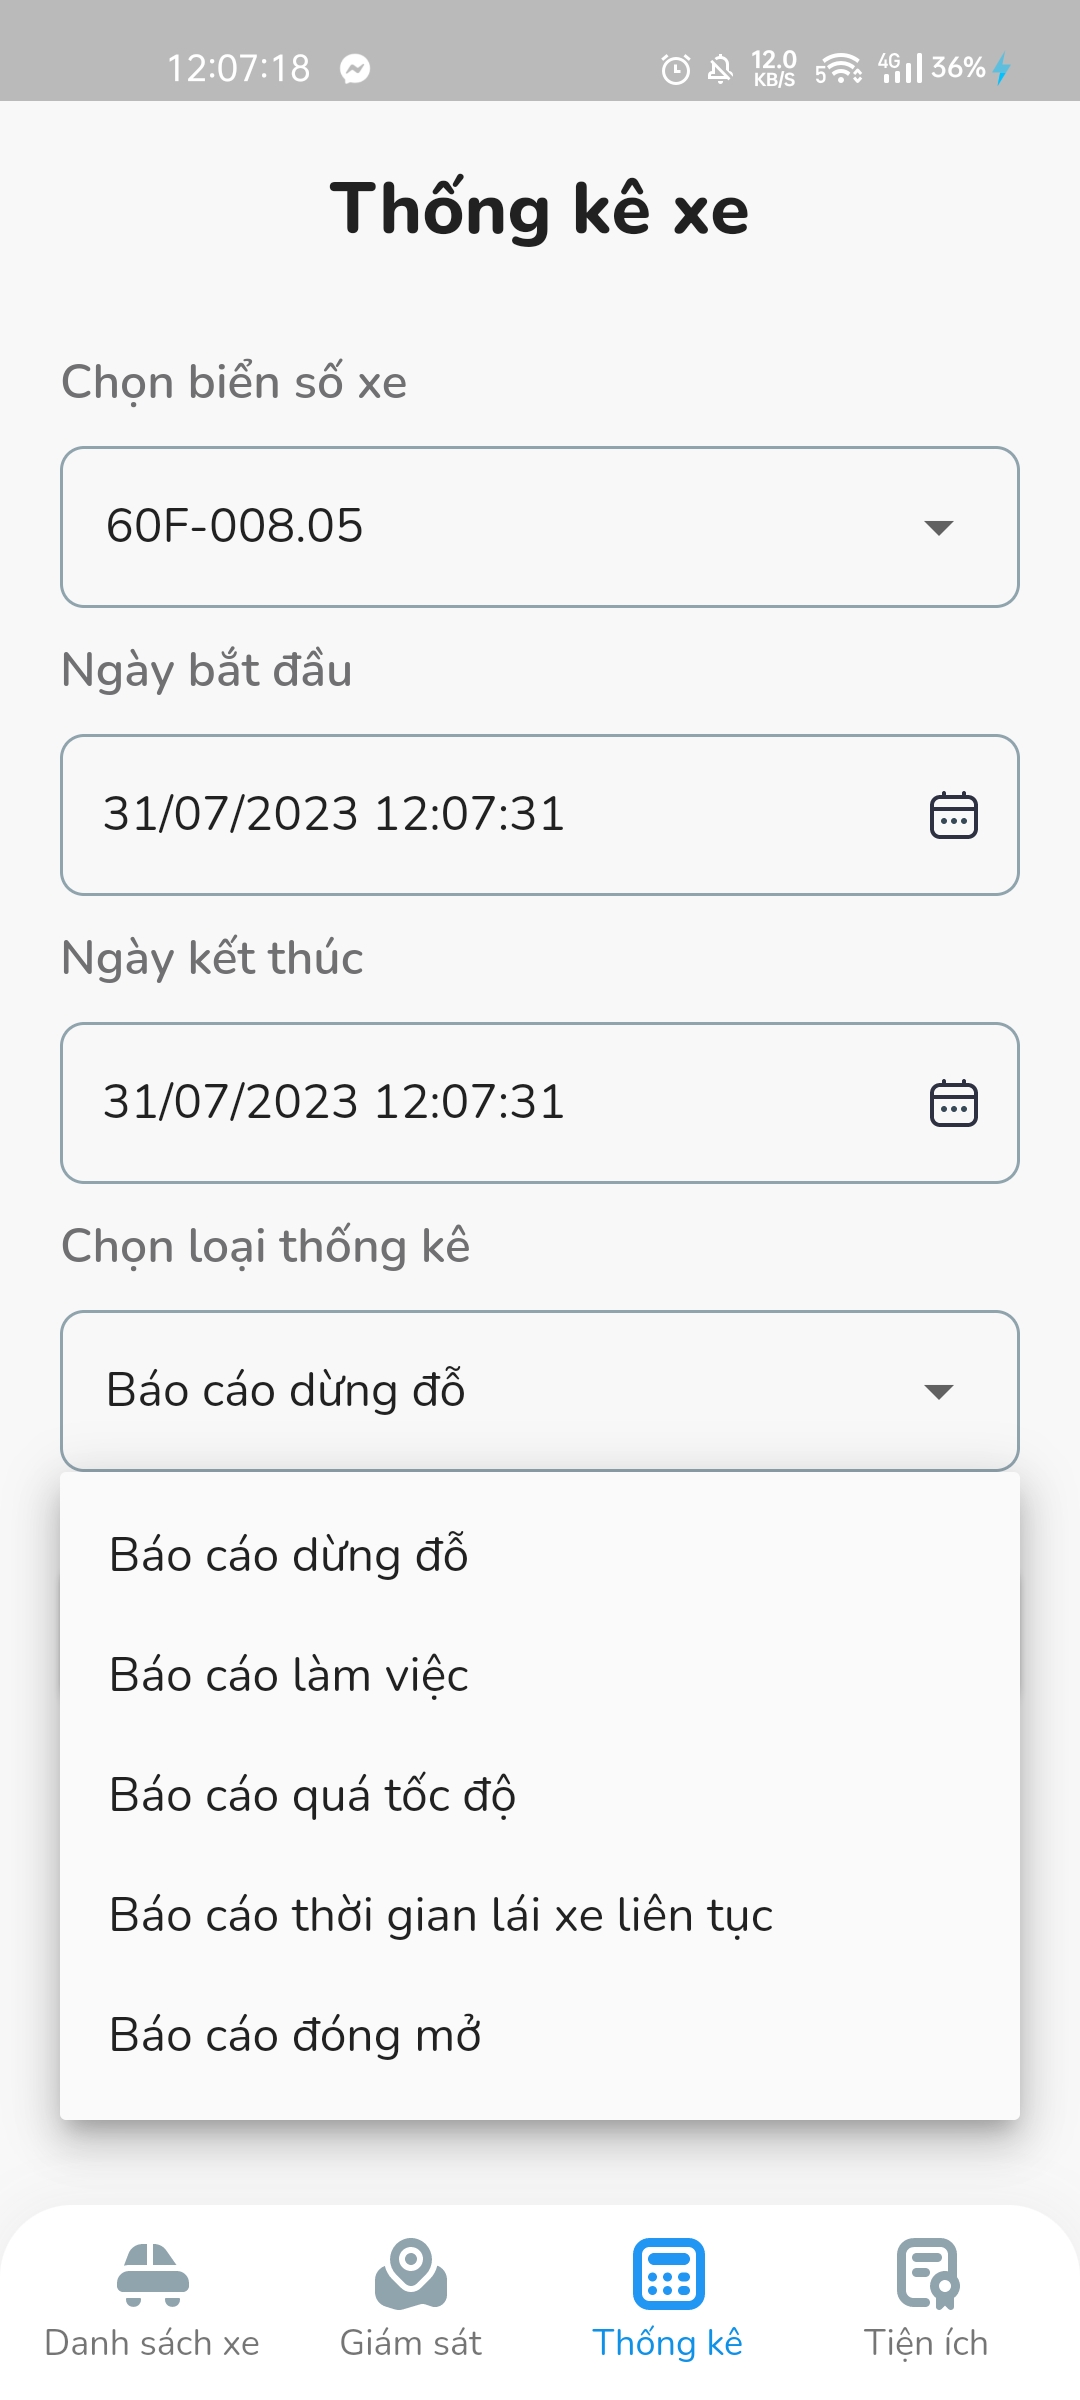 12:07:18
12.0
KB/S
5
4G
36%
Thống kê xe
Chọn biển số xe
60F-008.05
Ngày bắt đầu
31/07/2023 12:07:31
Ngày kết thúc
31/07/2023 12:07:31
Chọn loại thống kê
Báo cáo dừng đỗ
Báo cáo dừng đỗ
Báo cáo làm việc
Báo cáo quá tốc độ
Báo cáo thời gian lái xe liên tục
Báo cáo đóng mở
Danh sách xe
Giám sát
Thống kê
Tiện ích